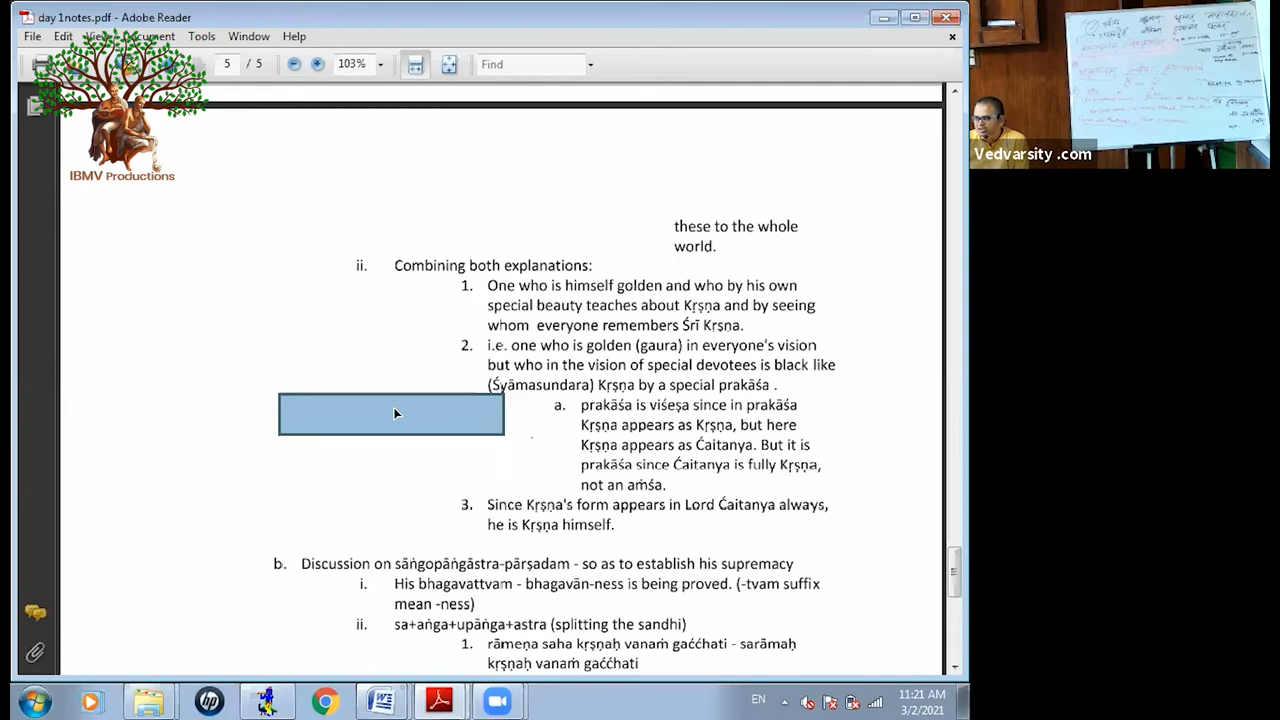 day 1notes.pdf - Adobe Reader
File Edit View Document Tools Window Help
5 / 5 103% Find
IBMV Productions
Vedvarsity .com
these to the whole
world.
ii. Combining both explanations:
1. One who is himself golden and who by his own
special beauty teaches about Kṛṣṇa and by seeing
whom everyone remembers Śrī Kṛṣṇa.
2. i.e. one who is golden (gaura) in everyone's vision
but who in the vision of special devotees is black like
(Śyāmasundara) Kṛṣṇa by a special prakāśa .
a. prakāśa is viśeṣa since in prakāśa
Kṛṣṇa appears as Kṛṣṇa, but here
Kṛṣṇa appears as Ćaitanya. But it is
prakāśa since Ćaitanya is fully Kṛṣṇa,
not an aṁśa.
3. Since Kṛṣṇa's form appears in Lord Ćaitanya always,
he is Kṛṣṇa himself.
b. Discussion on sāṅgopāṅgāstra-pārṣadam - so as to establish his supremacy
i. His bhagavattvam - bhagavān-ness is being proved. (-tvam suffix
mean -ness)
ii. sa+aṅga+upāṅga+astra (splitting the sandhi)
1. rāmeṇa saha kṛṣṇaḥ vanaṁ gaććhati - sarāmaḥ
kṛṣṇaḥ vanaṁ gaććhati
EN
11:21 AM
3/2/2021